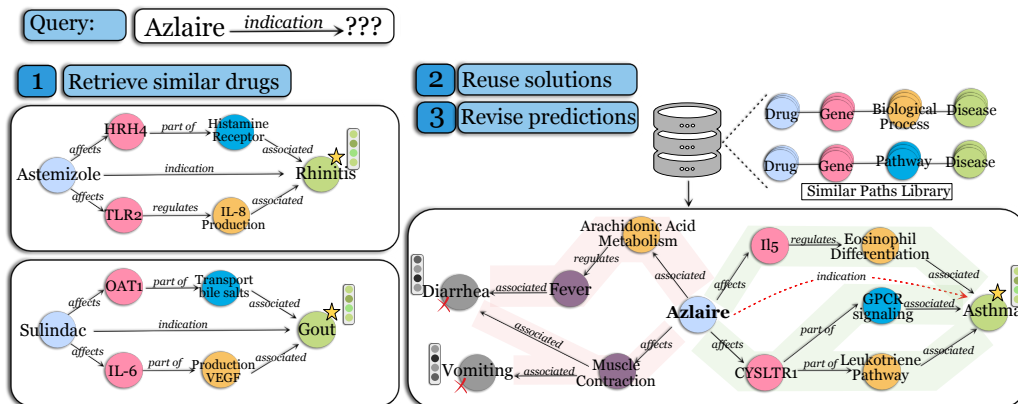 Query:
Azlaire indication ???
1 Retrieve similar drugs
HRH4
part of
Histamine
Receptor
affects
associated
Astemizole
indication
Rhinitis
affects
associated
TLR2
regulates
IL-8
Production
OAT1
part of
Transport
bile salts
affects
associated
Sulindac
indication
Gout
affects
associated
IL-6
part of
Production
VEGF
2 Reuse solutions
3 Revise predictions
Drug
Gene
Biological
Process
Disease
Drug
Gene
Pathway
Disease
Similar Paths Library
Arachidonic Acid
Metabolism
regulates
associated
Diarrhea
associated
Fever
Azlaire
affects
associated
Muscle
Contraction
Vomiting
associated
affects
Il5
regulates
Eosinophil
Differentiation
associated
indication
GPCR
signaling
associated
Asthma
part of
affects
CYSLTR1
part of
Leukotriene
Pathway
associated